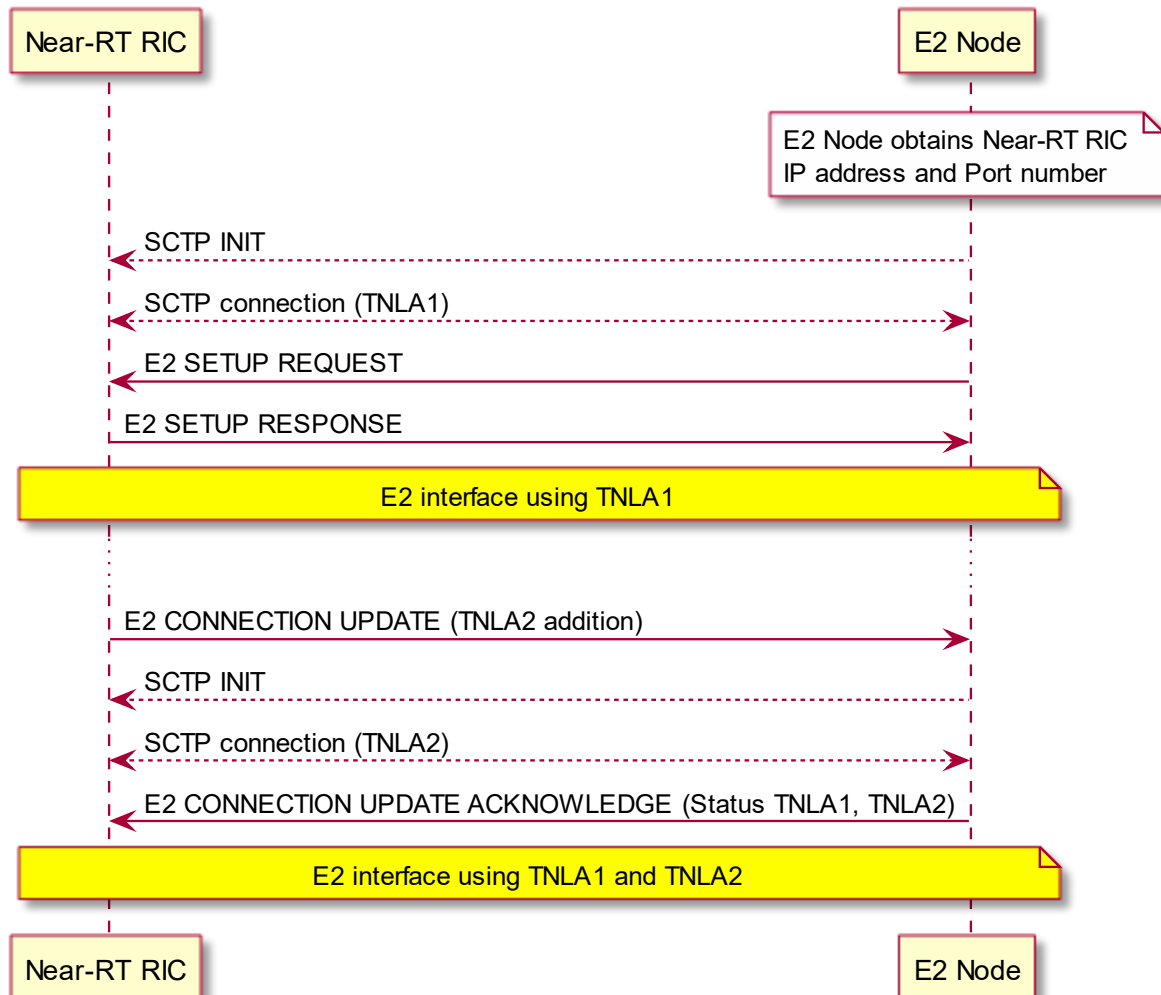 Near-RT RIC
E2 Node
E2 Node obtains Near-RT RIC
IP address and Port number
SCTP INIT
SCTP connection (TNLA1)
E2 SETUP REQUEST
E2 SETUP RESPONSE
E2 interface using TNLA1
E2 CONNECTION UPDATE (TNLA2 addition)
SCTP INIT
SCTP connection (TNLA2)
E2 CONNECTION UPDATE ACKNOWLEDGE (Status TNLA1, TNLA2)
E2 interface using TNLA1 and TNLA2
Near-RT RIC
E2 Node